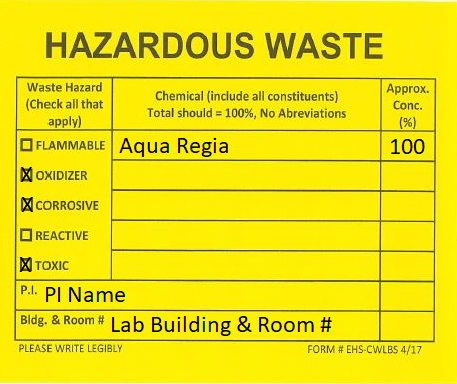 HAZARDOUS WASTE
Waste Hazard
(Check all that
apply)
Chemical (include all constituents)
Total should = 100%, No Abreviations
Approx.
Conc.
(%)
FLAMMABLE
Aqua Regia
100
OXIDIZER
CORROSIVE
REACTIVE
TOXIC
P.I. PI Name
Bldg. & Room # Lab Building & Room #
PLEASE WRITE LEGIBLY
FORM # EHS-CWLBS 4/17